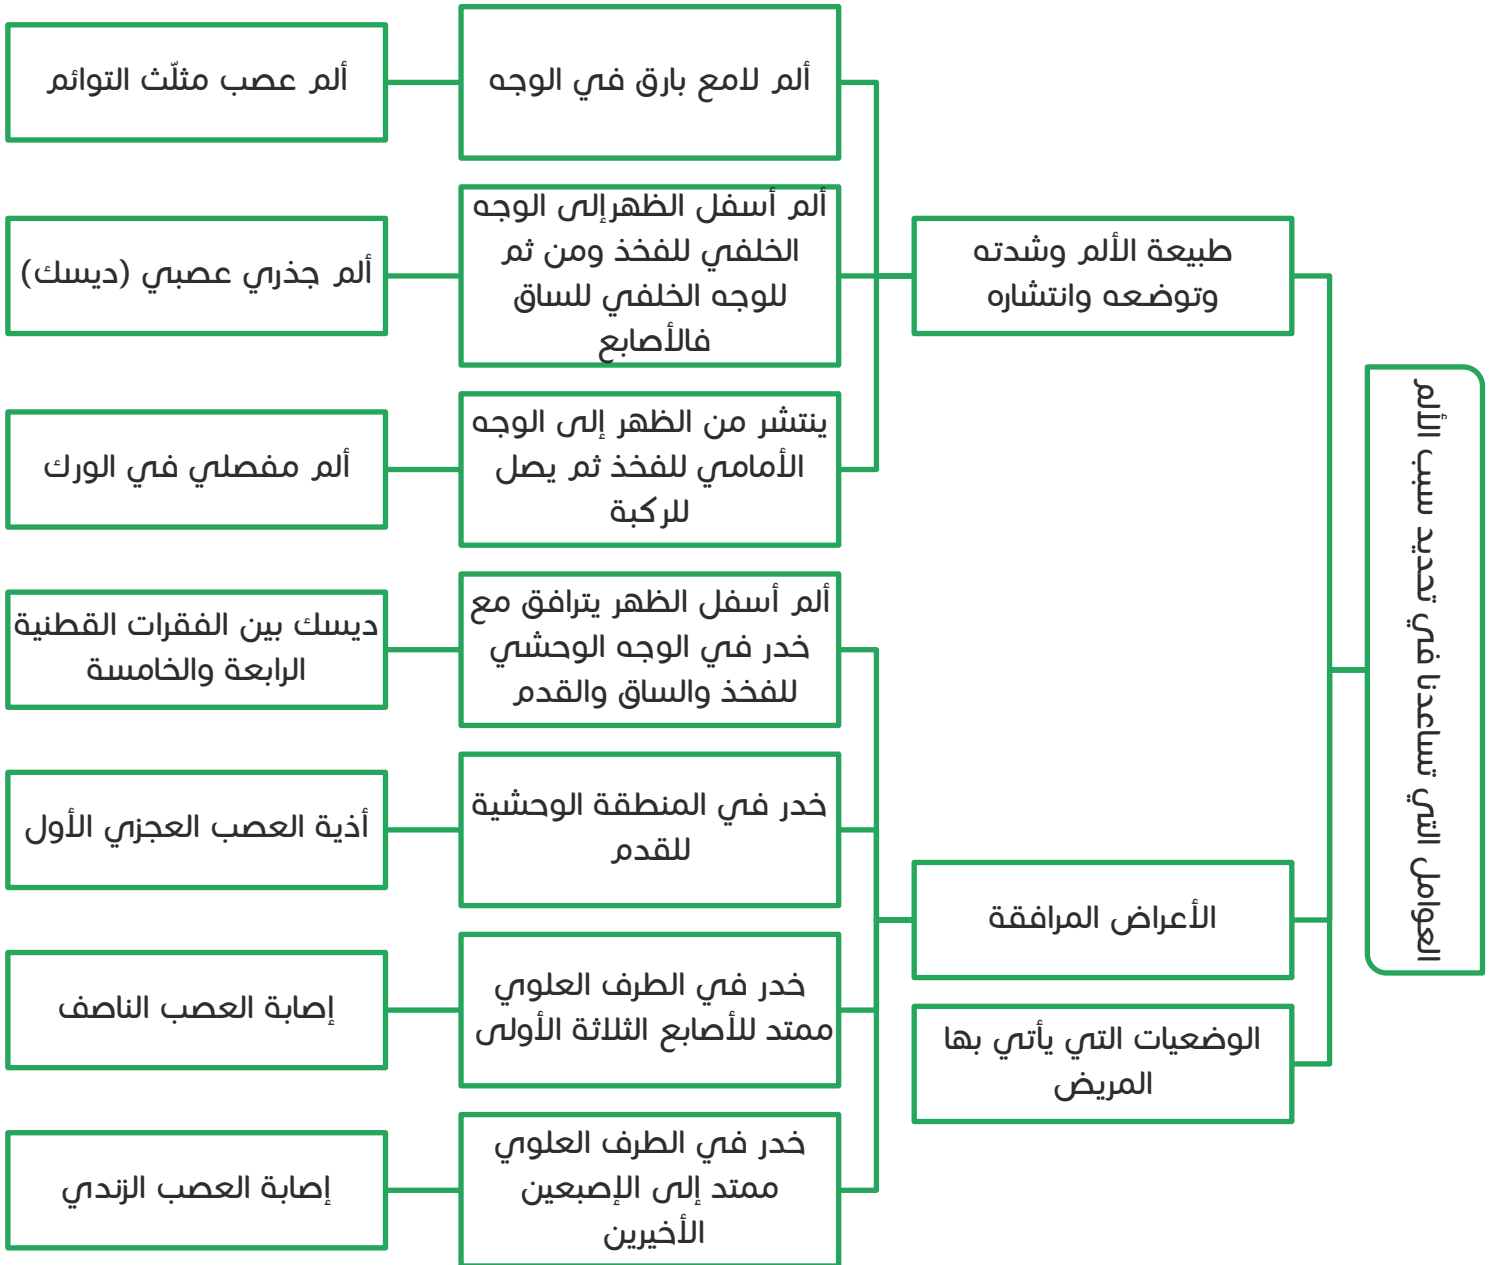 العوامل التي تساعدنا في تحديد سبب الألم
طبيعة الألم وشدته
وتوضعه وانتشاره
ألم لامع بارق في الوجه
ألم عصب مثلّث التوائم
ألم أسفل الظهرإلى الوجه
الخلفي للفخذ ومن ثم
للوجه الخلفي للساق
فالأصابع
ألم جذري عصبي (ديسك)
ينتشر من الظهر إلى الوجه
الأمامي للفخذ ثم يصل
للركبة
ألم مفصلي في الورك
الأعراض المرافقة
ألم أسفل الظهر يترافق مع
خدر في الوجه الوحشي
للفخذ والساق والقدم
ديسك بين الفقرات القطنية
الرابعة والخامسة
خدر في المنطقة الوحشية
للقدم
أذية العصب العجزي الأول
خدر في الطرف العلوي
ممتد للأصابع الثلاثة الأولى
إصابة العصب الناصف
خدر في الطرف العلوي
ممتد إلى الإصبعين
الأخيرين
إصابة العصب الزندي
الوضعيات التي يأتي بها
المريض